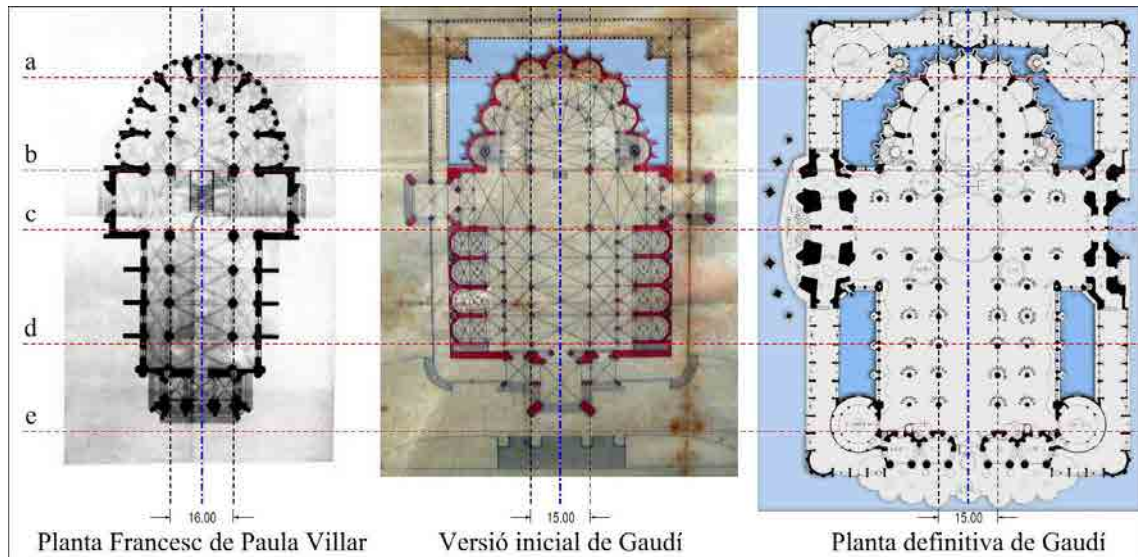 a
b
c
d
e
16.00
15.00
15.00
Planta Francesc de Paula Villar
Versió inicial de Gaudí
Planta definitiva de Gaudí